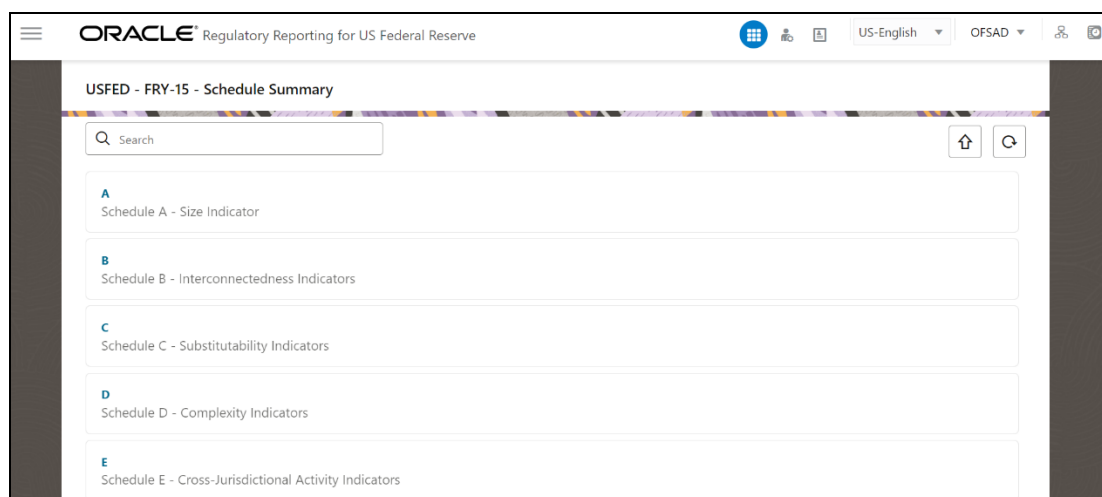 ORACLE® Regulatory Reporting for US Federal Reserve
US-English
OFSAD
USFED - FRY-15 - Schedule Summary
Search
A
Schedule A - Size Indicator
B
Schedule B - Interconnectedness Indicators
C
Schedule C - Substitutability Indicators
D
Schedule D - Complexity Indicators
E
Schedule E - Cross-Jurisdictional Activity Indicators